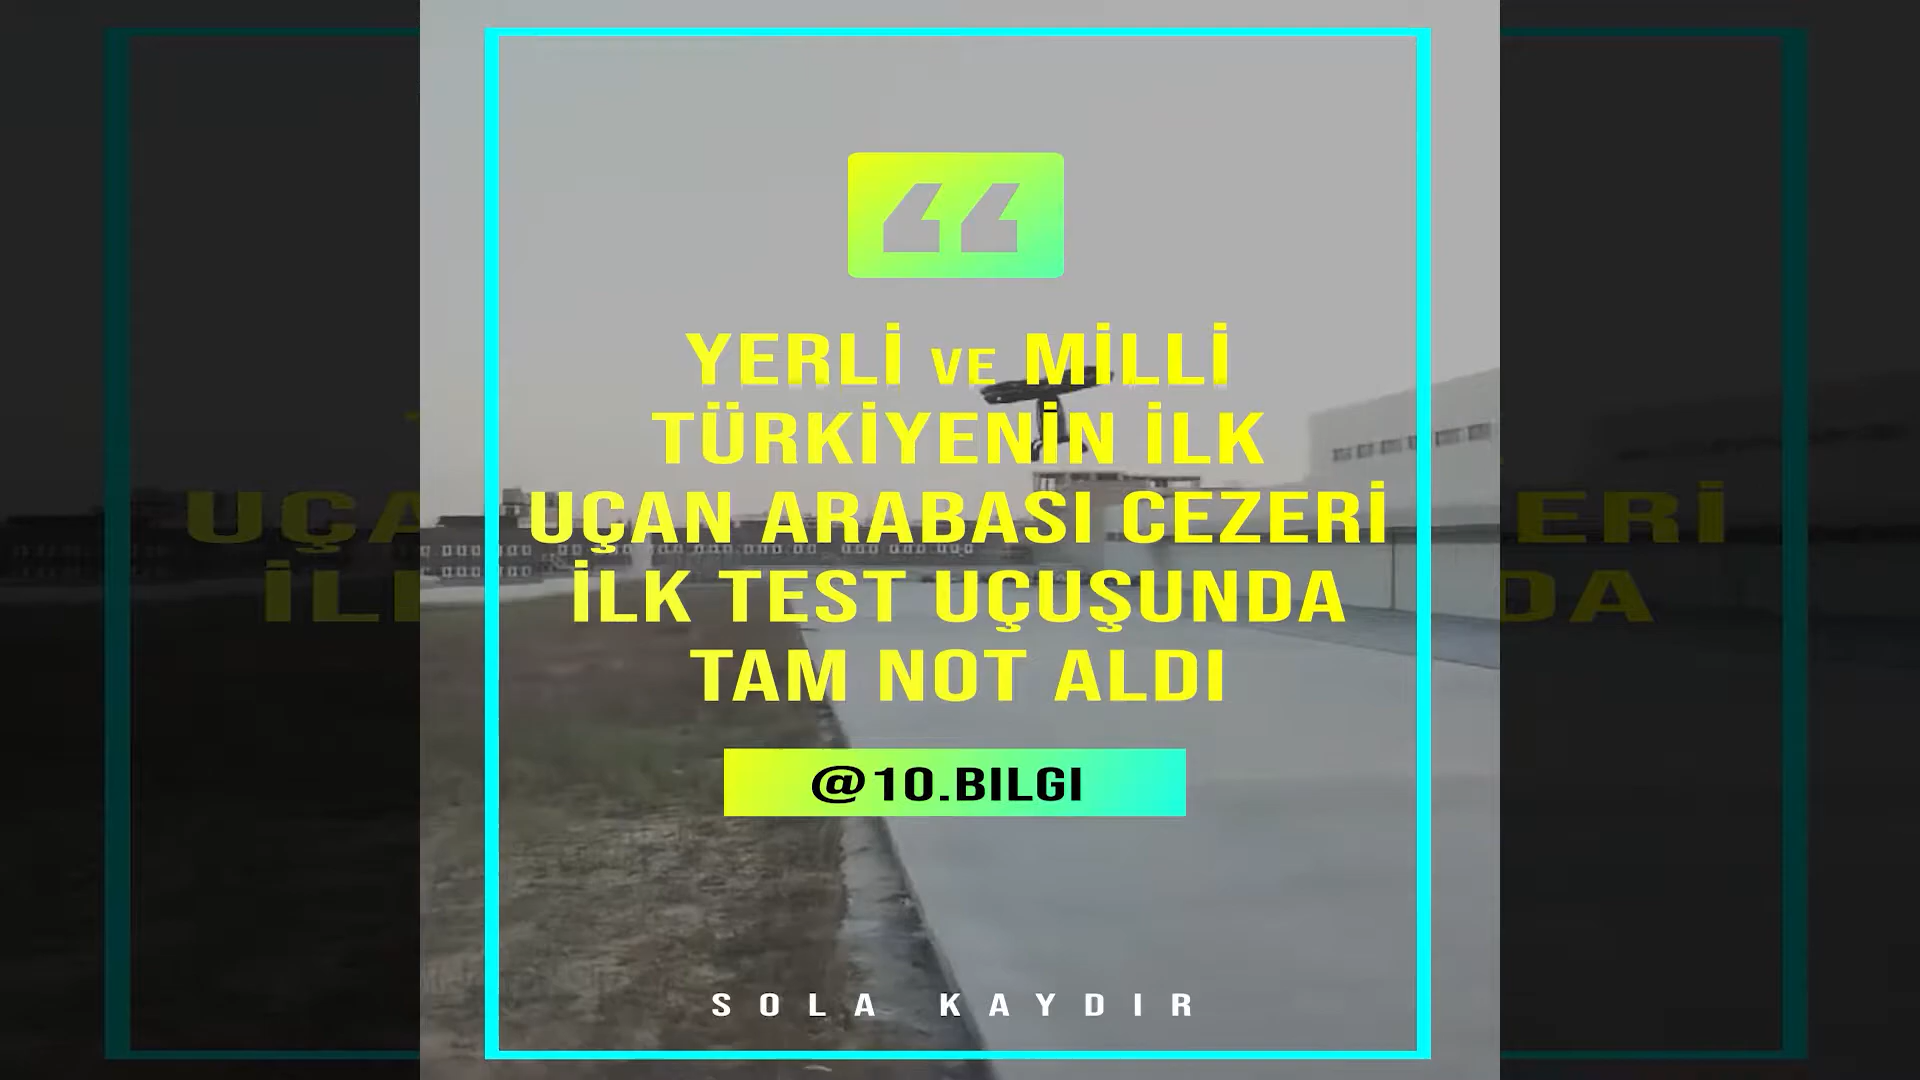 YERLİ VE MİLLİ
TÜRKİYENİN İLK
UÇAN ARABASI CEZERİ
İLK TEST UÇUŞUNDA
TAM NOT ALDI
@10.BILGI
SOLA KAYDIR